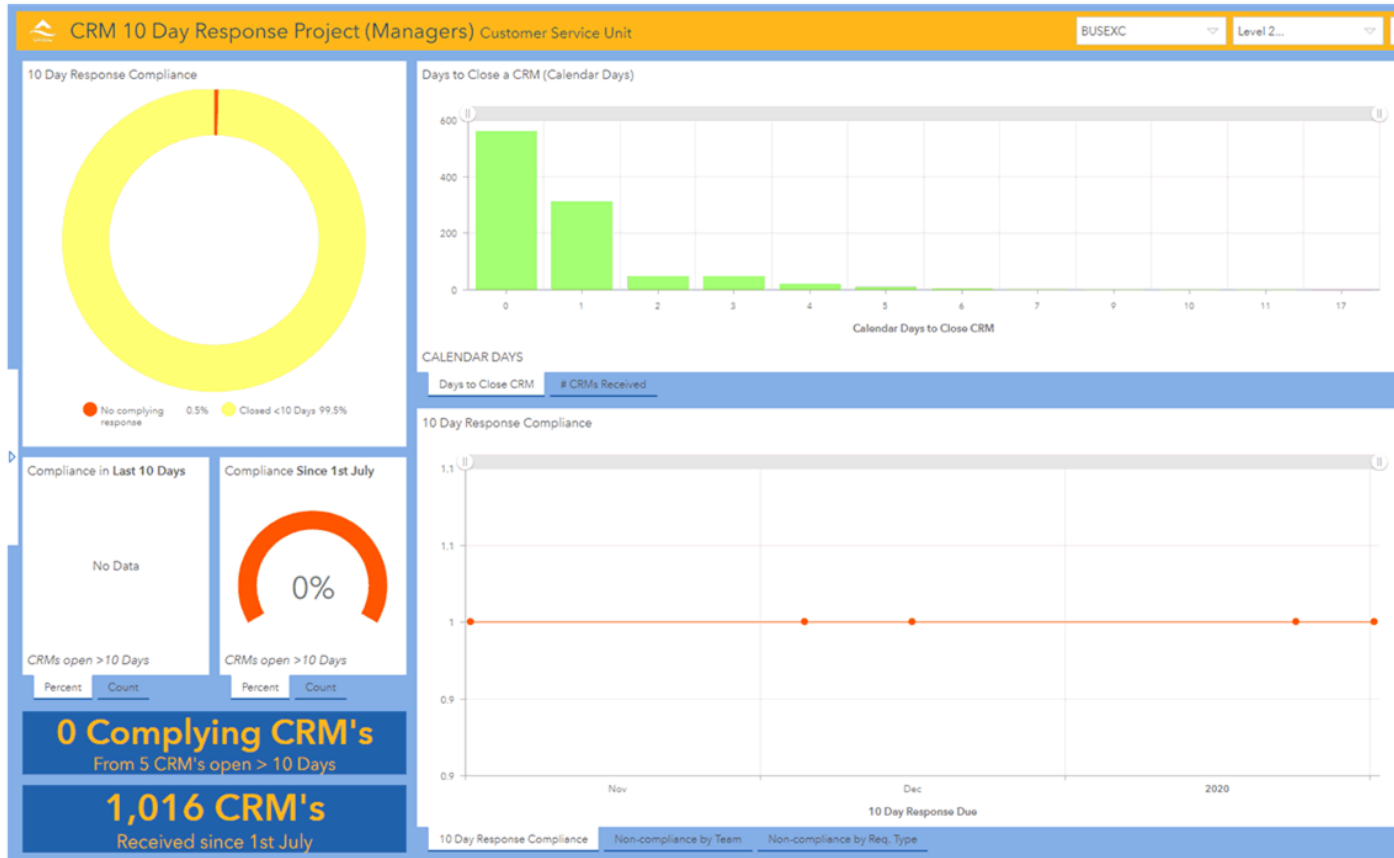 CRM 10 Day Response Project (Managers) Customer Service Unit
BUSEXC
Level 2...
10 Day Response Compliance
No complying response 0.5%
Closed <10 Days 99.5%
Days to Close a CRM (Calendar Days)
600
400
200
0
0 1 2 3 4 5 6 7 9 10 11 17
Calendar Days to Close CRM
CALENDAR DAYS
Days to Close CRM # CRMs Received
Compliance in Last 10 Days
No Data
CRMs open >10 Days
Percent Count
Compliance Since 1st July
0%
CRMs open >10 Days
Percent Count
0 Complying CRM's
From 5 CRM's open > 10 Days
1,016 CRM's
Received since 1st July
10 Day Response Compliance
1.1
1.1
1
0.9
0.9
Nov Dec 2020
10 Day Response Due
10 Day Response Compliance Non-compliance by Team Non-compliance by Req. Type